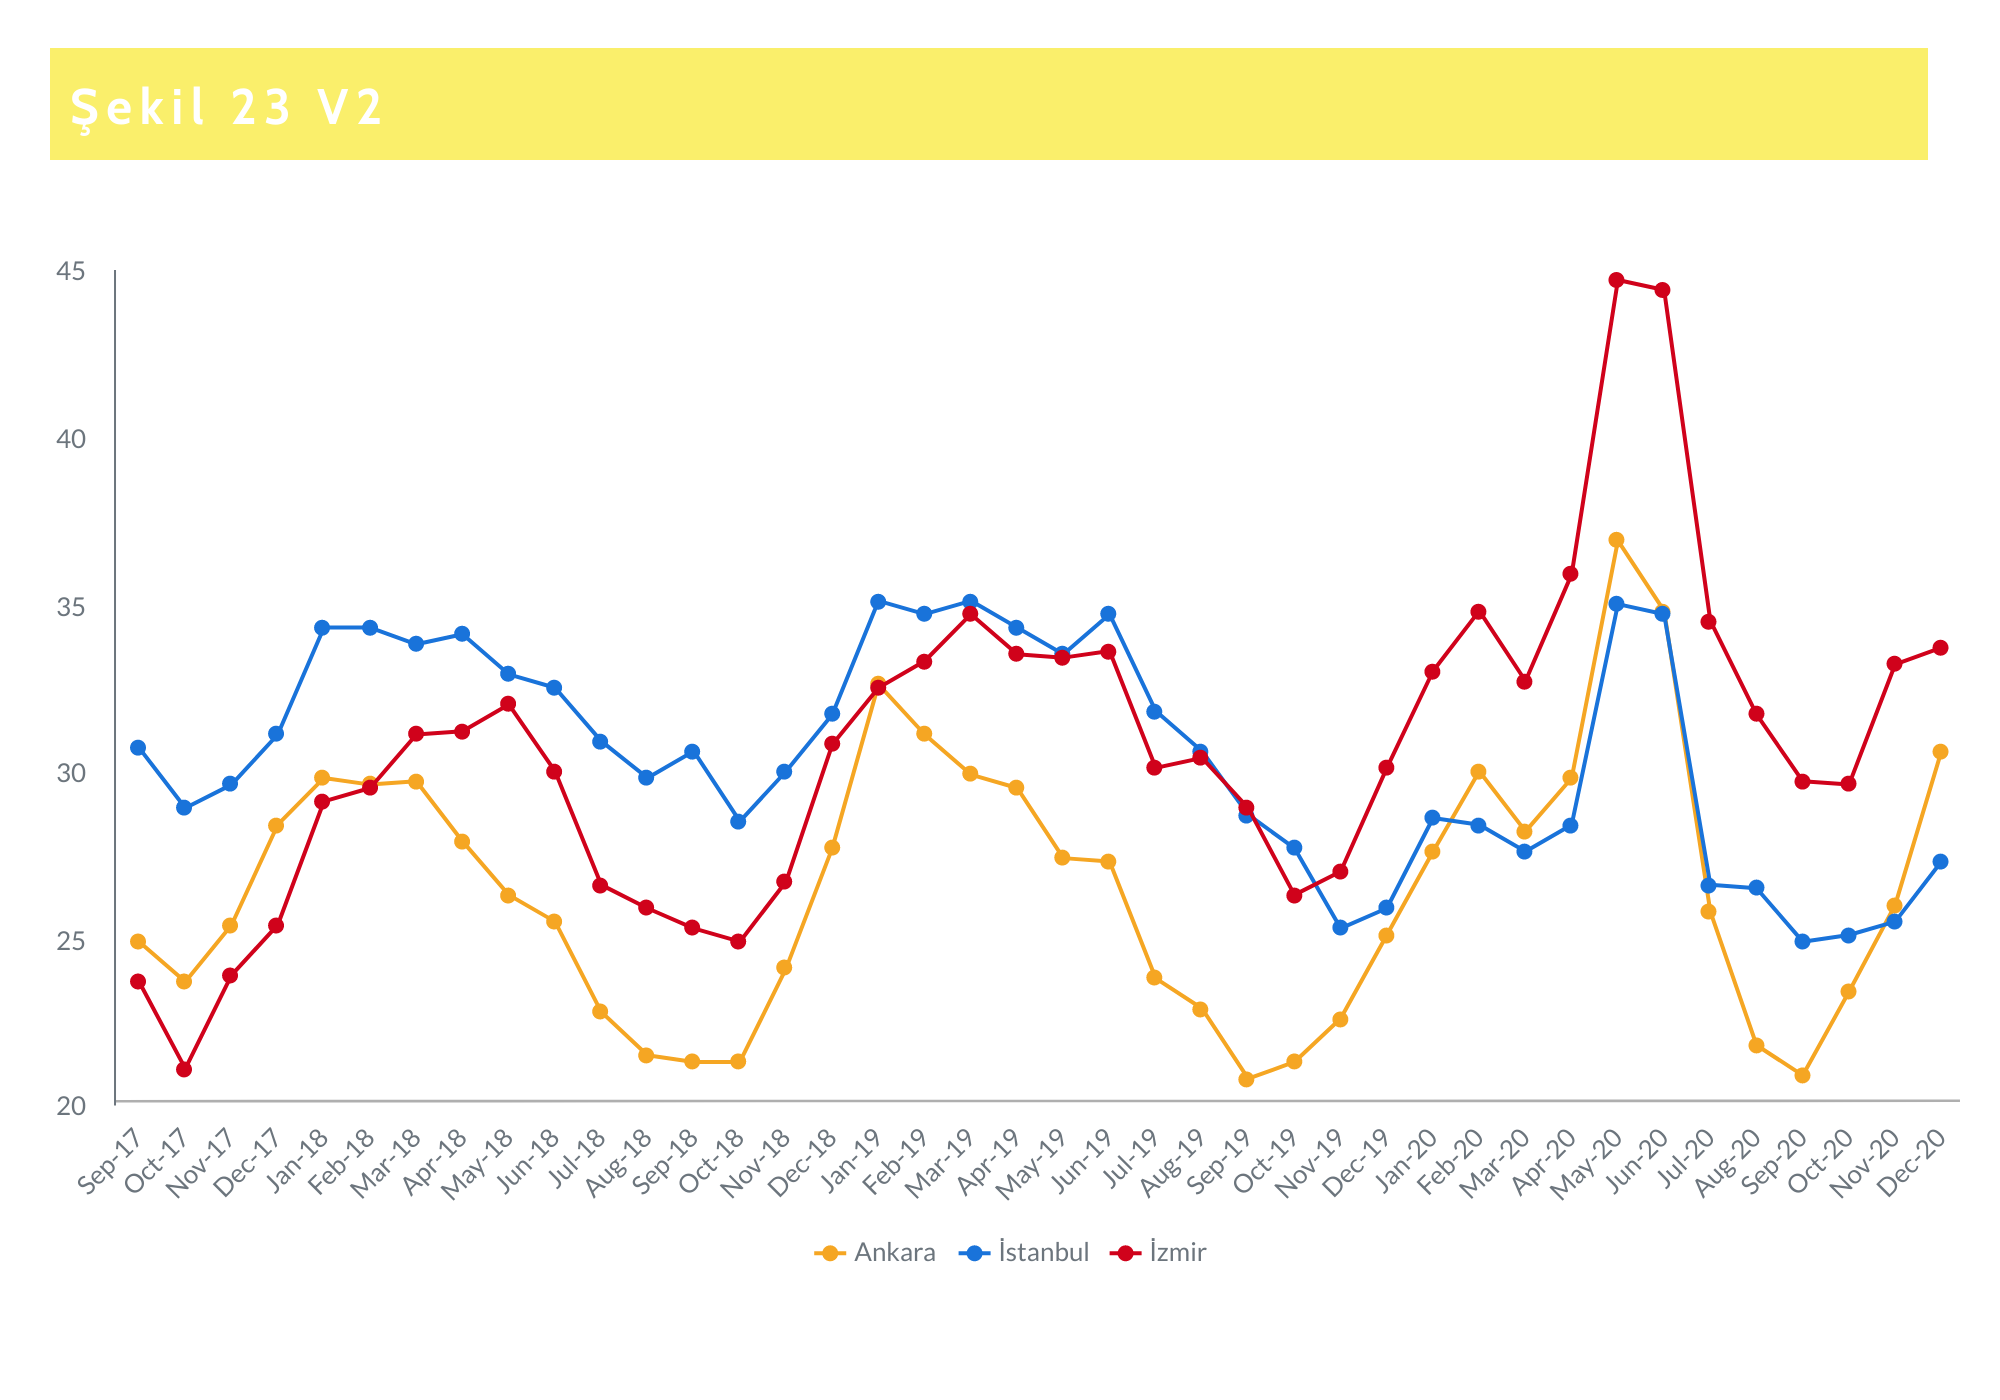 Şekil 23 V2
45
40
35
30
25
20
Sep-17
Oct-17
Nov-17
Dec-17
Jan-18
Feb-18
Mar-18
Apr-18
May-18
Jun-18
Jul-18
Aug-18
Sep-18
Oct-18
Nov-18
Dec-18
Jan-19
Feb-19
Mar-19
Apr-19
May-19
Jun-19
Jul-19
Aug-19
Sep-19
Oct-19
Nov-19
Dec-19
Jan-20
Feb-20
Mar-20
Apr-20
May-20
Jun-20
Jul-20
Aug-20
Sep-20
Oct-20
Nov-20
Dec-20
Ankara İstanbul İzmir